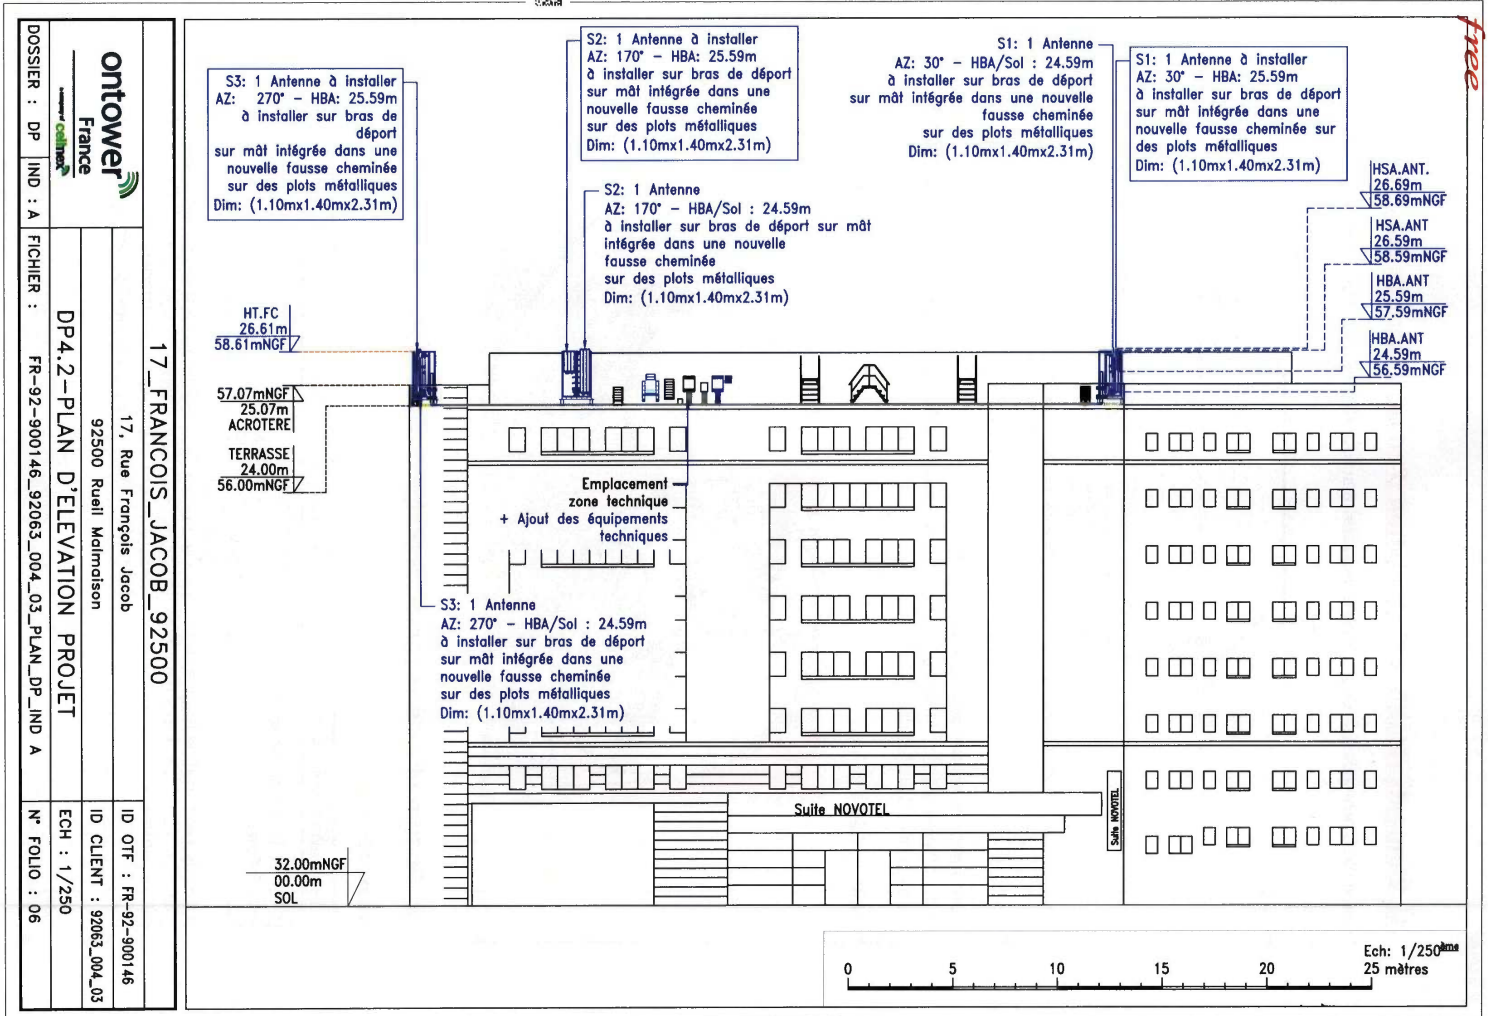 free
S3: 1 Antenne à installer
AZ: 270° - HBA: 25.59m
à installer sur bras de
déport
sur mât intégrée dans une
nouvelle fausse cheminée
sur des plots métalliques
Dim: (1.10mx1.40mx2.31m)
S2: 1 Antenne à installer
AZ: 170° - HBA: 25.59m
à installer sur bras de déport
sur mât intégrée dans une
nouvelle fausse cheminée
sur des plots métalliques
Dim: (1.10mx1.40mx2.31m)
S1: 1 Antenne
AZ: 30° - HBA/Sol : 24.59m
à installer sur bras de déport
sur mât intégrée dans une nouvelle
fausse cheminée
sur des plots métalliques
Dim: (1.10mx1.40mx2.31m)
S1: 1 Antenne à installer
AZ: 30° - HBA: 25.59m
à installer sur bras de déport
sur mât intégrée dans une
nouvelle fausse cheminée sur
des plots métalliques
Dim: (1.10mx1.40mx2.31m)
S2: 1 Antenne
AZ: 170° - HBA/Sol : 24.59m
à installer sur bras de déport sur mât
intégrée dans une nouvelle
fausse cheminée
sur des plots métalliques
Dim: (1.10mx1.40mx2.31m)
HSA.ANT.
26.69m
58.69mNGF
HSA.ANT
26.59m
58.59mNGF
HBA.ANT
25.59m
57.59mNGF
HBA.ANT
24.59m
56.59mNGF
HT.FC
26.61m
58.61mNGF
57.07mNGF
25.07m
ACROTERE
TERRASSE
24.00m
56.00mNGF
Emplacement
zone technique
+ Ajout des équipements
techniques
S3: 1 Antenne
AZ: 270° - HBA/Sol : 24.59m
à installer sur bras de déport
sur mât intégrée dans une
nouvelle fausse cheminée
sur des plots métalliques
Dim: (1.10mx1.40mx2.31m)
Suite NOVOTEL
Suite NOVOTEL
32.00mNGF
00.00m
SOL
Ech: 1/250ème
0 5 10 15 20 25 mètres
ontower
France
a company of cellnex
17_FRANCOIS_JACOB_92500
17, Rue François Jacob
92500 Rueil Malmaison
DP4.2-PLAN D'ELEVATION PROJET
ID OTF : FR-92-900146
ID CLIENT : 92063_004_03
ECH : 1/250
DOSSIER : DP
IND : A
FICHIER : FR-92-900146_92063_004_03_PLAN_DP_IND A
N° FOLIO : 06